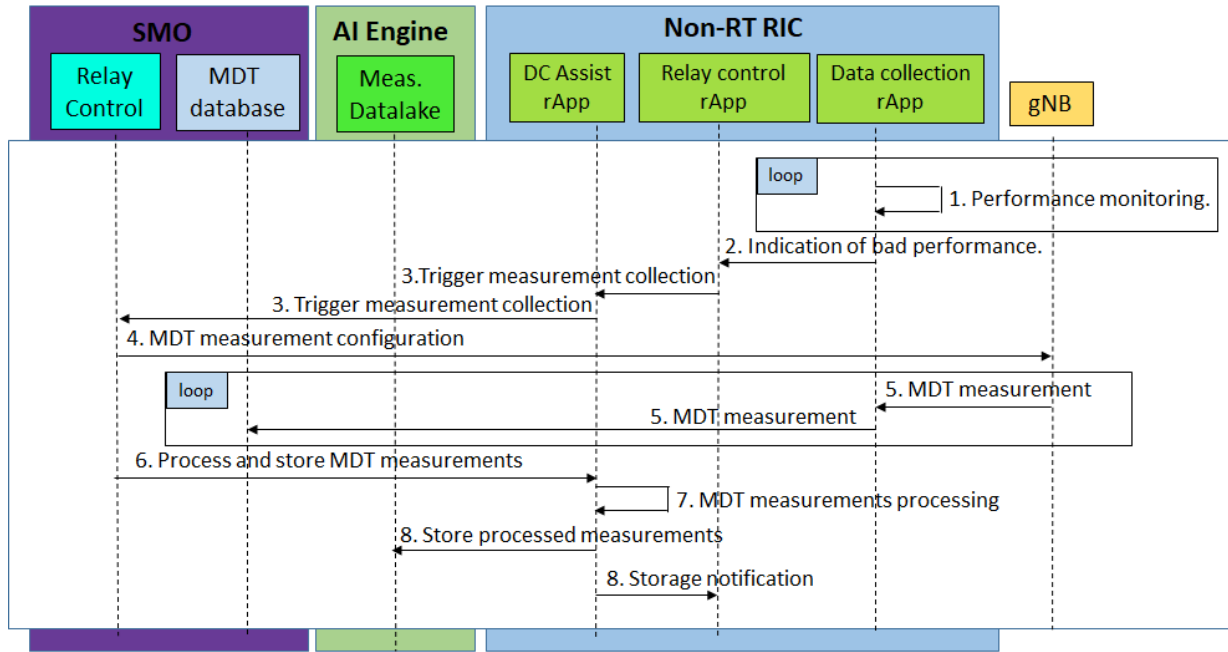 SMO
AI Engine
Non-RT RIC
Relay
Control
MDT
database
Meas.
Datalake
DC Assist
rApp
Relay control
rApp
Data collection
rApp
gNB
loop
1. Performance monitoring.
2. Indication of bad performance.
3.Trigger measurement collection
3. Trigger measurement collection
4. MDT measurement configuration
loop
5. MDT measurement
5. MDT measurement
6. Process and store MDT measurements
7. MDT measurements processing
8. Store processed measurements
8. Storage notification